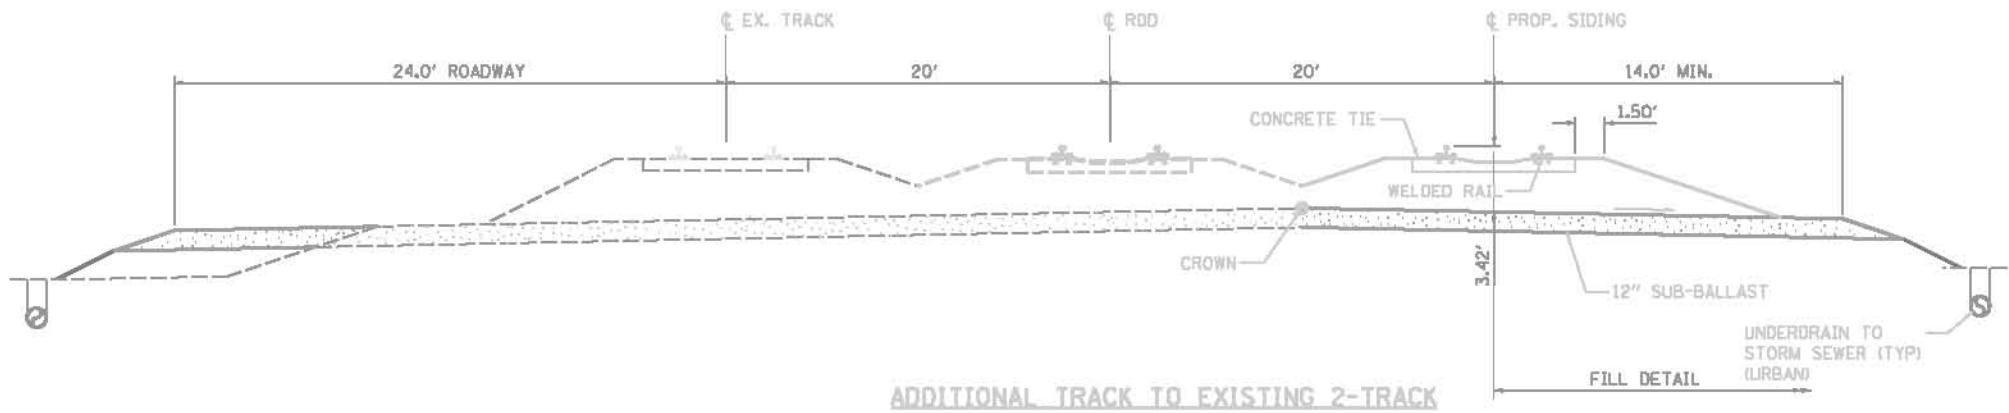 ℄ EX. TRACK
℄ RDD
℄ PROP. SIDING
24.0' ROADWAY
20'
20'
14.0' MIN.
1.50'
CONCRETE TIE
WELDED RAIL
CROWN
3.42'
12" SUB-BALLAST
UNDERDRAIN TO
STORM SEWER (TYP)
(URBAN)
FILL DETAIL
ADDITIONAL TRACK TO EXISTING 2-TRACK